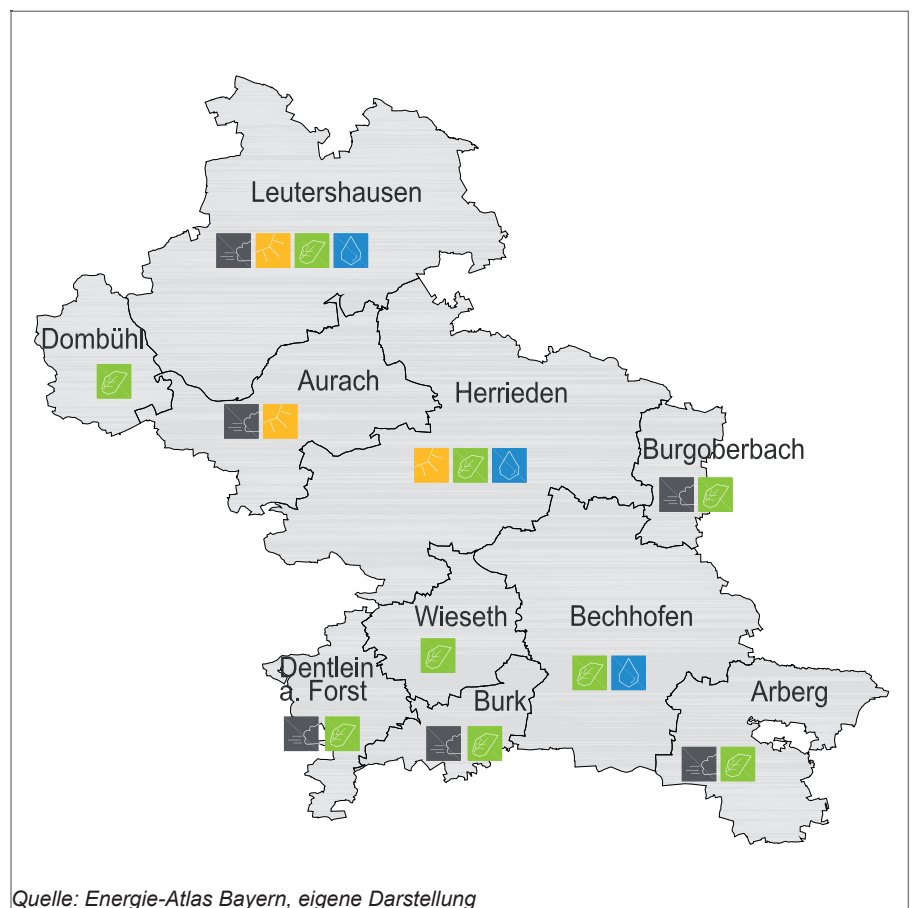 Leutershausen
Dombühl
Aurach
Herrieden
Burgoberbach
Wieseth
Bechhofen
Dentlein
a. Forst
Burk
Arberg
Quelle: Energie-Atlas Bayern, eigene Darstellung